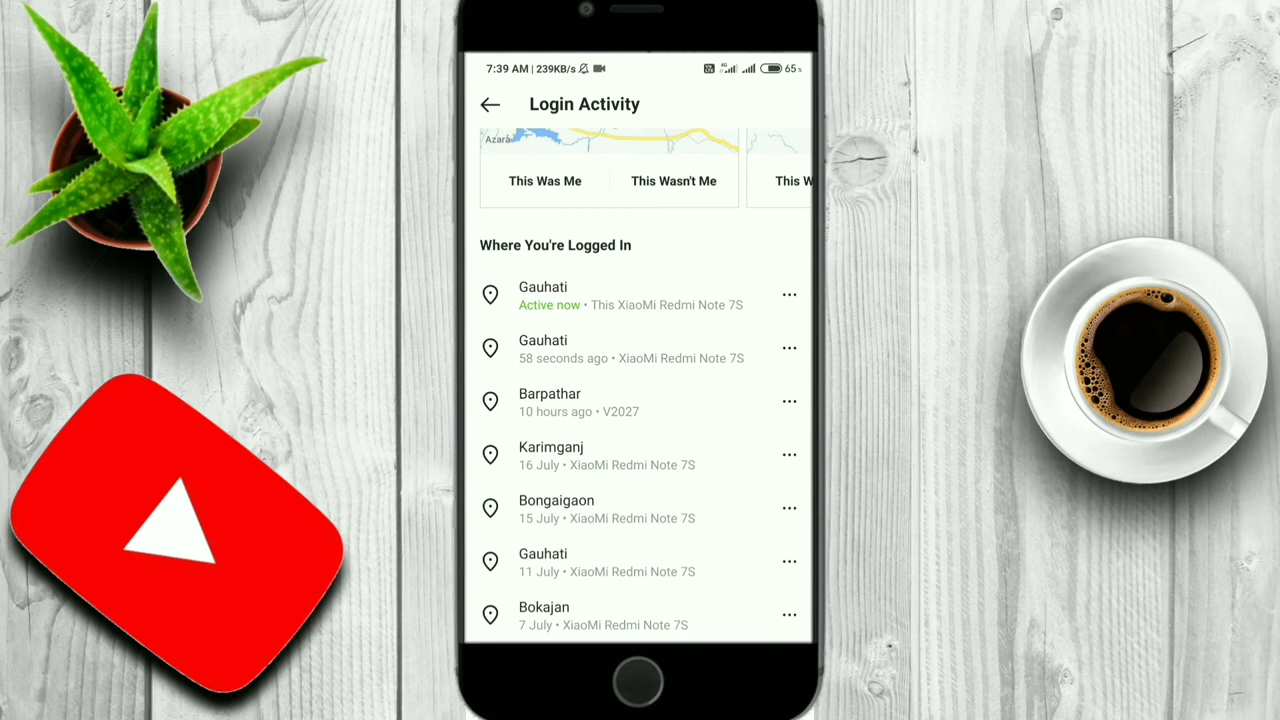 7:39 AM | 239KB/s
4G
65
Login Activity
Azara
This Was Me
This Wasn't Me
This W
Where You're Logged In
Gauhati
Active now • This XiaoMi Redmi Note 7S
Gauhati
58 seconds ago • XiaoMi Redmi Note 7S
Barpathar
10 hours ago • V2027
Karimganj
16 July • XiaoMi Redmi Note 7S
Bongaigaon
15 July • XiaoMi Redmi Note 7S
Gauhati
11 July • XiaoMi Redmi Note 7S
Bokajan
7 July • XiaoMi Redmi Note 7S